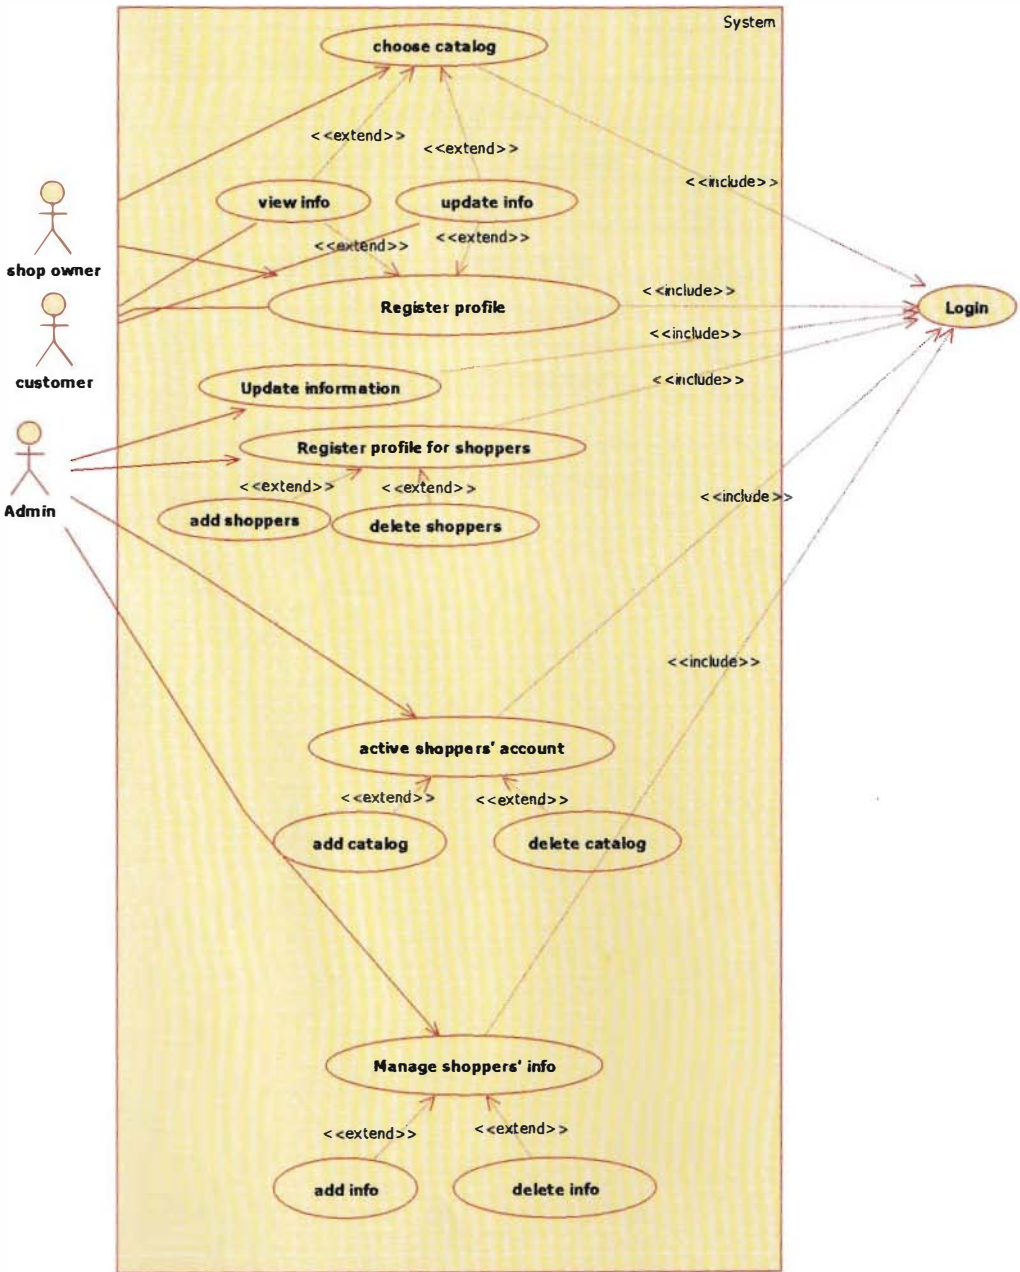 System
choose catalog
<<extend>>
<<extend>>
<<include>>
view info
update info
<<extend>>
<<extend>>
shop owner
Register profile
<<include>>
Login
<<include>>
customer
Update information
<<include>>
Register profile for shoppers
<<extend>>
<<extend>>
<<include>>
Admin
add shoppers
delete shoppers
<<include>>
active shoppers' account
<<extend>>
<<extend>>
add catalog
delete catalog
Manage shoppers' info
<<extend>>
<<extend>>
add info
delete info